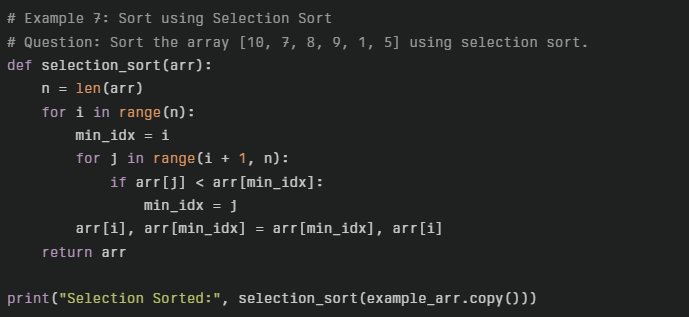 # Example 7: Sort using Selection Sort
# Question: Sort the array [10, 7, 8, 9, 1, 5] using selection sort.
def selection_sort(arr):
    n = len(arr)
    for i in range(n):
        min_idx = i
        for j in range(i + 1, n):
            if arr[j] < arr[min_idx]:
                min_idx = j
        arr[i], arr[min_idx] = arr[min_idx], arr[i]
    return arr

print("Selection Sorted:", selection_sort(example_arr.copy()))